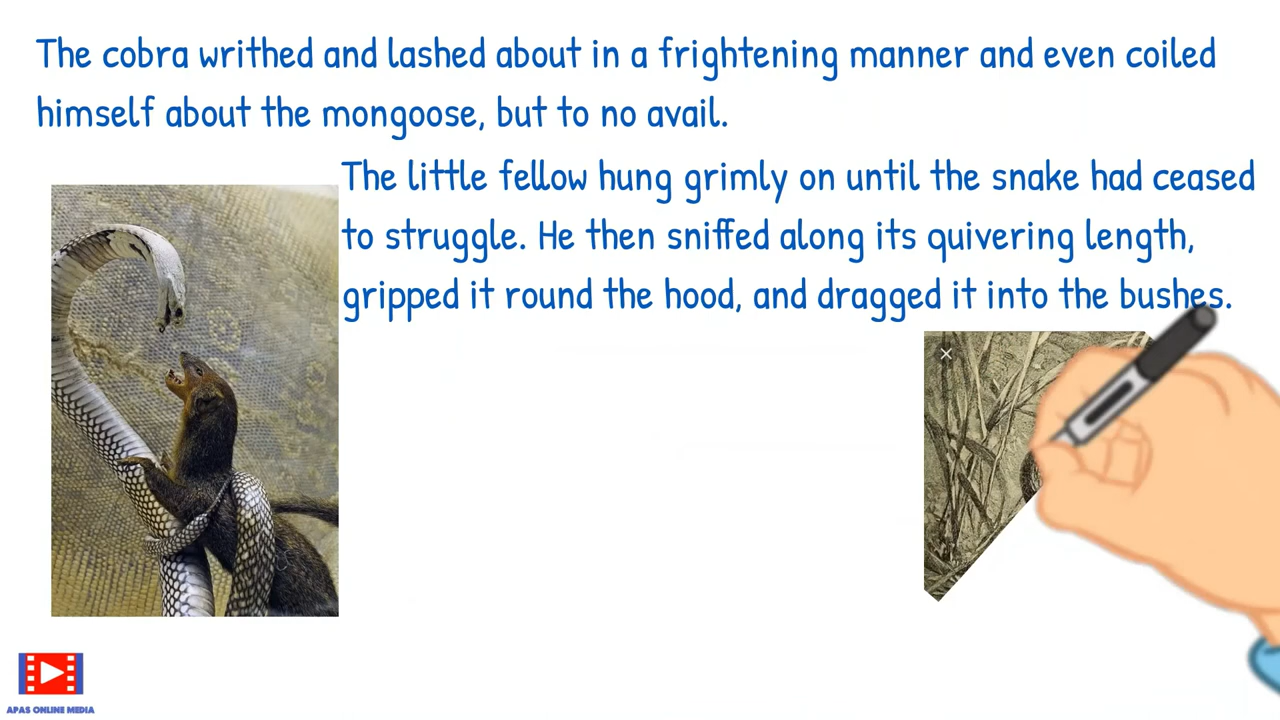 The cobra writhed and lashed about in a frightening manner and even coiled
himself about the mongoose, but to no avail.
The little fellow hung grimly on until the snake had ceased
to struggle. He then sniffed along its quivering length,
gripped it round the hood, and dragged it into the bushes.
APAS ONLINE MEDIA